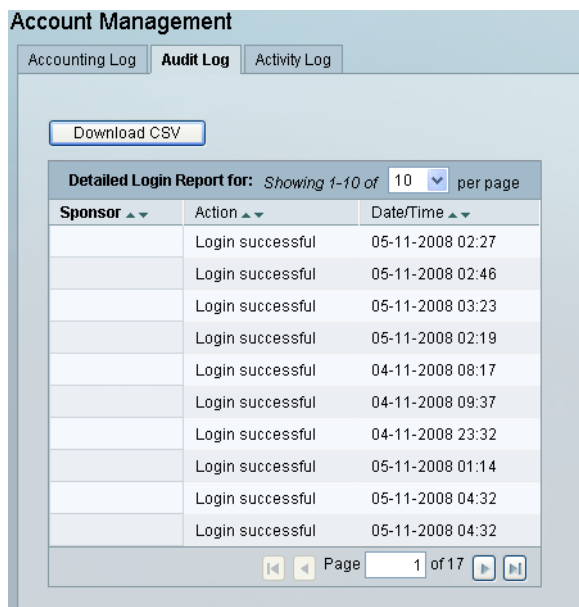 Account Management
Accounting Log Audit Log Activity Log
Download CSV
Detailed Login Report for: Showing 1-10 of 10 per page
Sponsor Action Date/Time
Login successful 05-11-2008 02:27
Login successful 05-11-2008 02:46
Login successful 05-11-2008 03:23
Login successful 05-11-2008 02:19
Login successful 04-11-2008 08:17
Login successful 04-11-2008 09:37
Login successful 04-11-2008 23:32
Login successful 05-11-2008 01:14
Login successful 05-11-2008 04:32
Login successful 05-11-2008 04:32
Page 1 of 17